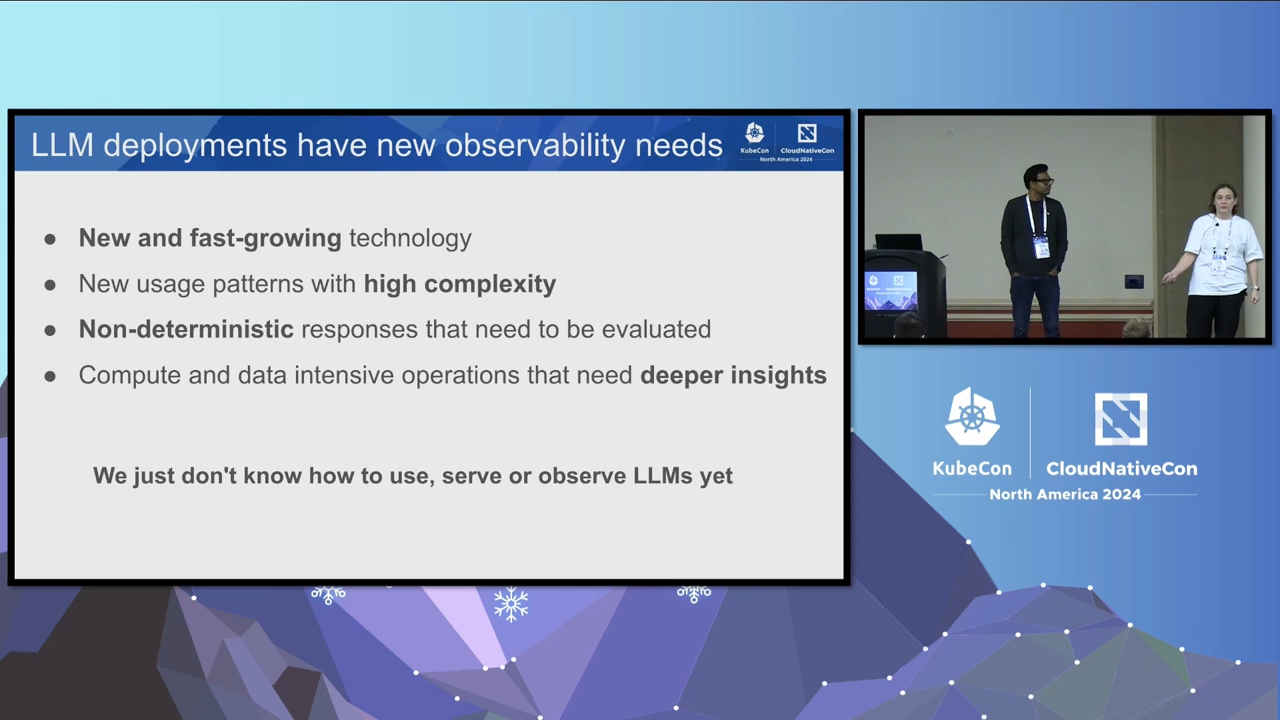 LLM deployments have new observability needs
KubeCon
CloudNativeCon
North America 2024
● New and fast-growing technology
● New usage patterns with high complexity
● Non-deterministic responses that need to be evaluated
● Compute and data intensive operations that need deeper insights
We just don't know how to use, serve or observe LLMs yet
KubeCon
CloudNativeCon
North America 2024